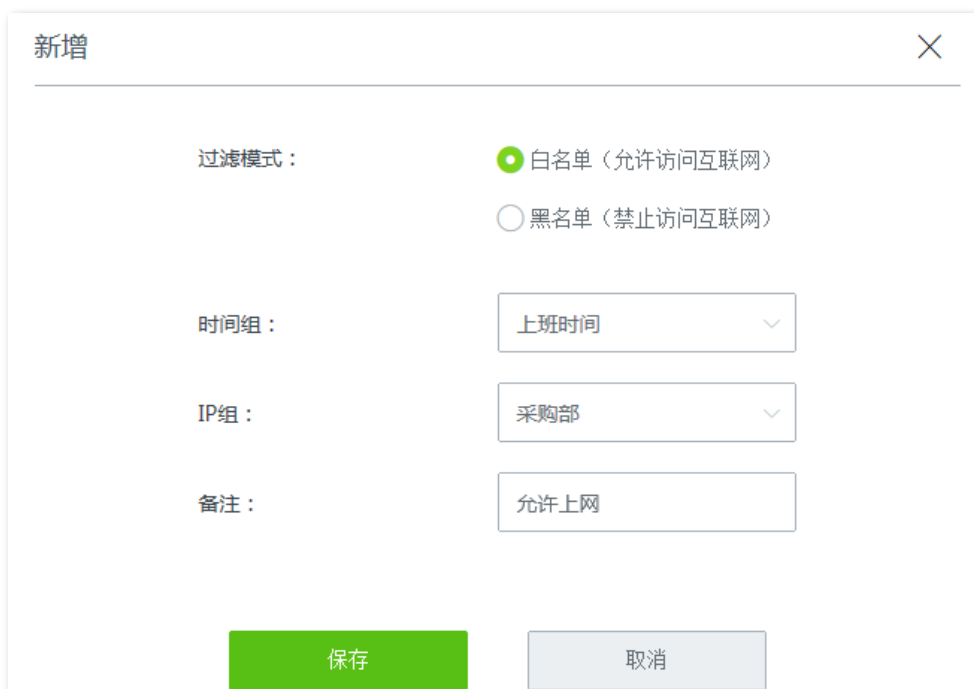 新增
过滤模式：
白名单（允许访问互联网）
黑名单（禁止访问互联网）
时间组：
上班时间
IP组：
采购部
备注：
允许上网
保存
取消